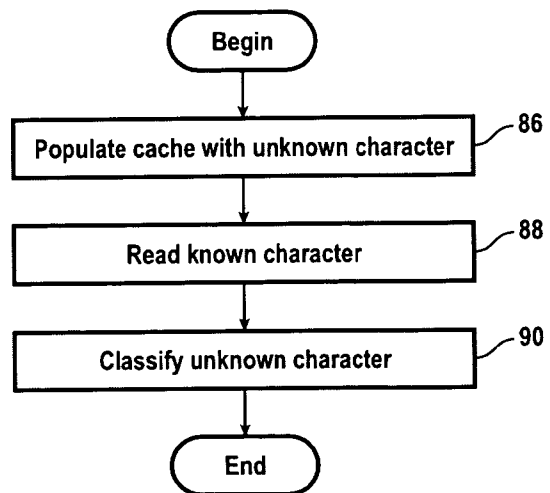 Begin
Populate cache with unknown character
86
Read known character
88
Classify unknown character
90
End